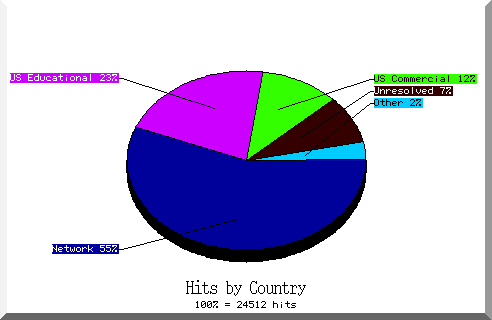 US Educational 23%
US Commercial 12%
Unresolved 7%
Other 2%
Network 55%
Hits by Country
100% = 24512 hits